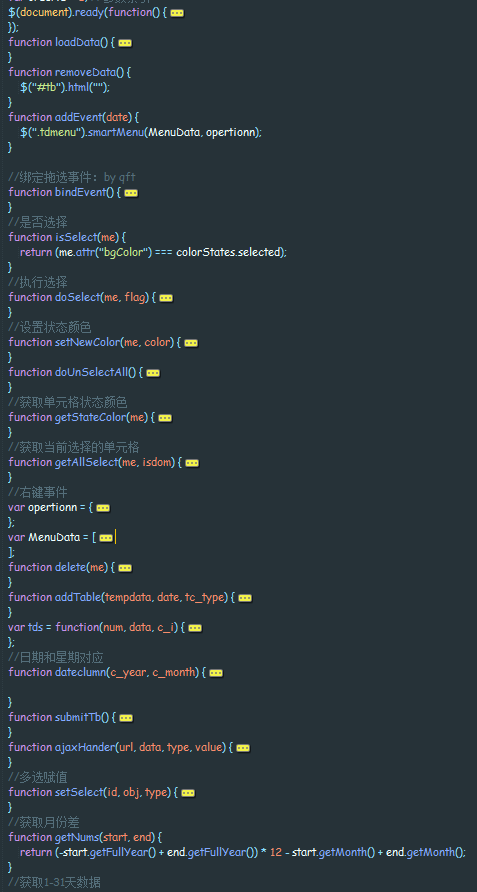 $(document).ready(function() {
});
function loadData() {
}
function removeData() {
$("#tb").html("");
}
function addEvent(date) {
$(".tdmenu").smartMenu(MenuData, opertionn);
}
//绑定拖选事件：by qft
function bindEvent() {
}
//是否选择
function isSelect(me) {
return (me.attr("bgColor") === colorStates.selected);
}
//执行选择
function doSelect(me, flag) {
}
//设置状态颜色
function setNewColor(me, color) {
}
function doUnSelectAll() {
}
//获取单元格状态颜色
function getStateColor(me) {
}
//获取当前选择的单元格
function getAllSelect(me, isdom) {
}
//右键事件
var opertionn = {
};
var MenuData = [
];
function delete(me) {
}
function addTable(tempdata, date, tc_type) {
}
var tds = function(num, data, c_i) {
};
//日期和星期对应
function dateclumn(c_year, c_month) {
}
function submitTb() {
}
function ajaxHander(url, data, type, value) {
}
//多选赋值
function setSelect(id, obj, type) {
}
//获取月份差
function getNums(start, end) {
return (-start.getFullYear() + end.getFullYear()) * 12 - start.getMonth() + end.getMonth();
}
//获取1-31天数据